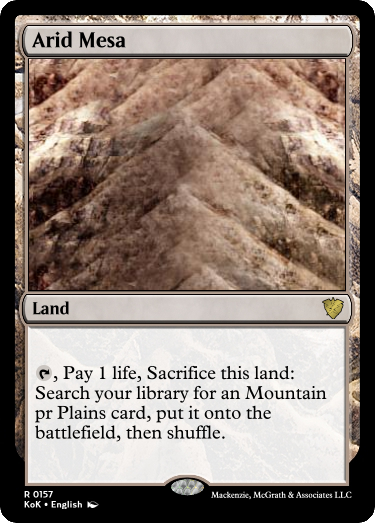 Arid Mesa
Land
, Pay 1 life, Sacrifice this land:
Search your library for an Mountain
pr Plains card, put it onto the
battlefield, then shuffle.
R 0157
KoK • English
Mackenzie, McGrath & Associates LLC